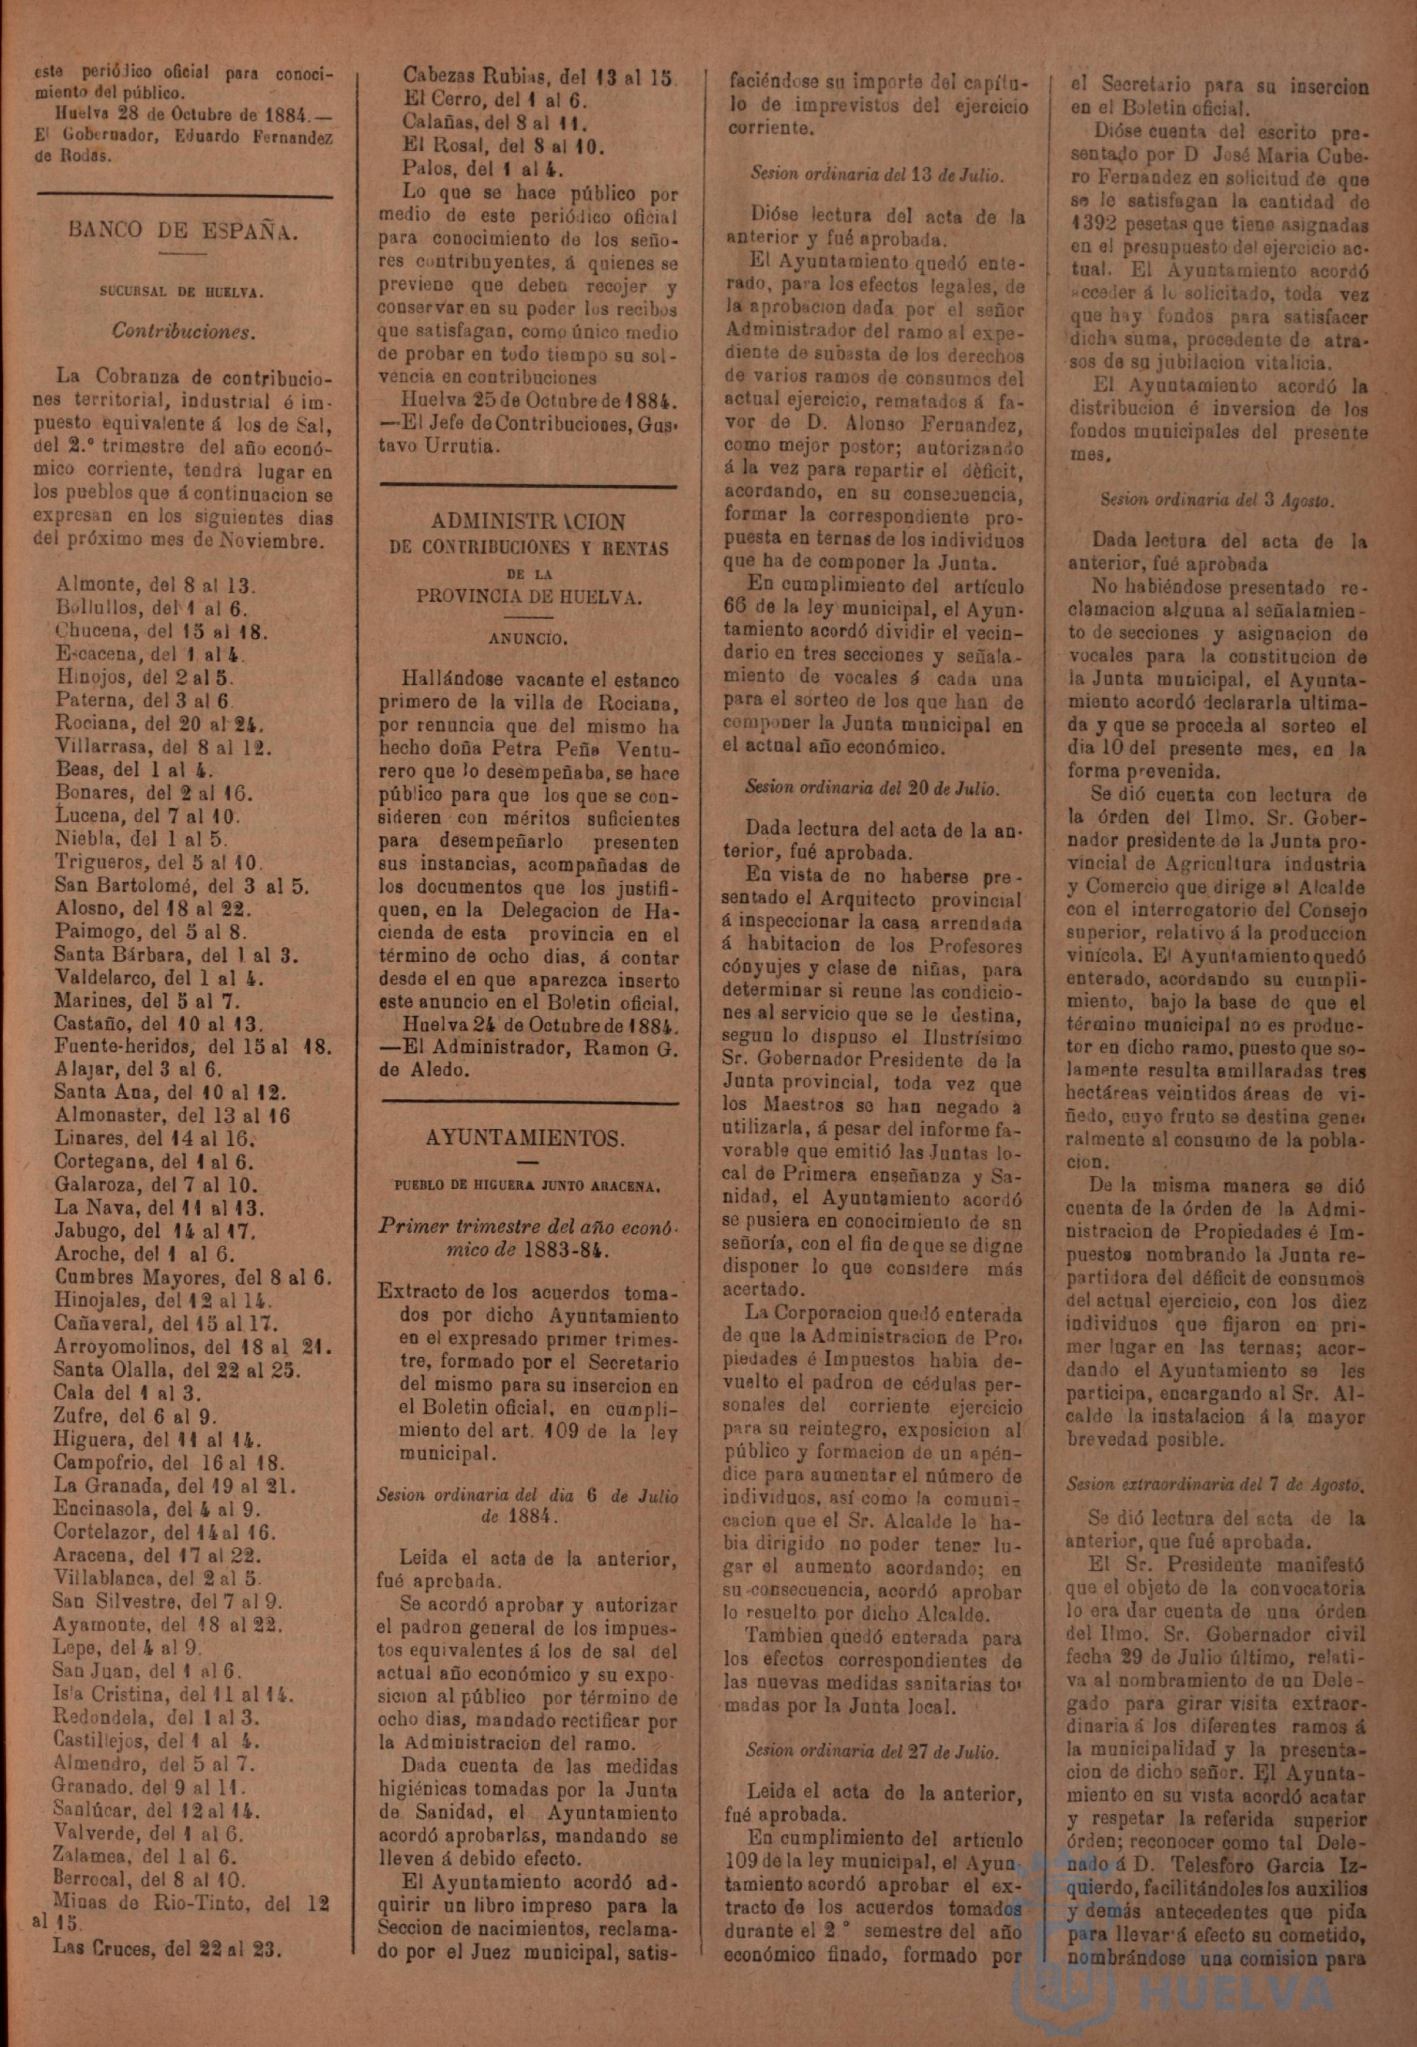 este periódico oficial para conoci-
miento del público.
Huelva 28 de Octubre de 1884.—
El Gobernador, Eduardo Fernandez
de Rodas.
BANCO DE ESPAÑA.
SUCURSAL DE HUELVA.
Contribuciones.
La Cobranza de contribucio-
nes territorial, industrial é im-
puesto equivalente á los de Sal,
del 2.º trimestre del año econó-
mico corriente, tendrá lugar en
los pueblos que á continuacion se
expresan en los siguientes dias
del próximo mes de Noviembre.
Almonte, del 8 al 13.
Bollullos, del 1 al 6.
Chucena, del 15 al 18.
Escacena, del 1 al 4.
Hinojos, del 2 al 5.
Paterna, del 3 al 6.
Rociana, del 20 al 24.
Villarrasa, del 8 al 12.
Beas, del 1 al 4.
Bonares, del 2 al 16.
Lucena, del 7 al 10.
Niebla, del 1 al 5.
Trigueros, del 5 al 10.
San Bartolomé, del 3 al 5.
Alosno, del 18 al 22.
Paimogo, del 5 al 8.
Santa Bárbara, del 1 al 3.
Valdelarco, del 1 al 4.
Marines, del 5 al 7.
Castaño, del 10 al 13.
Fuente-heridos, del 15 al 18.
Alajar, del 3 al 6.
Santa Ana, del 10 al 12.
Almonaster, del 13 al 16
Linares, del 14 al 16.
Cortegana, del 1 al 6.
Galaroza, del 7 al 10.
La Nava, del 11 al 13.
Jabugo, del 14 al 17.
Aroche, del 1 al 6.
Cumbres Mayores, del 8 al 6.
Hinojales, del 12 al 14.
Cañaveral, del 15 al 17.
Arroyomolinos, del 18 al 21.
Santa Olalla, del 22 al 25.
Cala del 1 al 3.
Zufre, del 6 al 9.
Higuera, del 11 al 14.
Campofrio, del 16 al 18.
La Granada, del 19 al 21.
Encinasola, del 4 al 9.
Cortelazor, del 14 al 16.
Aracena, del 17 al 22.
Villablanca, del 2 al 5.
San Silvestre, del 7 al 9.
Ayamonte, del 18 al 22.
Lepe, del 4 al 9.
San Juan, del 1 al 6.
Isla Cristina, del 11 al 14.
Redondela, del 1 al 3.
Castillejos, del 1 al 4.
Almendro, del 5 al 7.
Granado, del 9 al 11.
Sanlúcar, del 12 al 14.
Valverde, del 1 al 6.
Zalamea, del 1 al 6.
Berrocal, del 8 al 10.
Minas de Rio-Tinto, del 12
al 15.
Las Cruces, del 22 al 23.
Cabezas Rubias, del 13 al 15.
El Cerro, del 1 al 6.
Calañas, del 8 al 11.
El Rosal, del 8 al 10.
Palos, del 1 al 4.
Lo que se hace público por
medio de este periódico oficial
para conocimiento de los seño-
res contribuyentes, á quienes se
previene que deben recojer y
conservar en su poder los recibos
que satisfagan, como único medio
de probar en todo tiempo su sol-
vencia en contribuciones
Huelva 25 de Octubre de 1884.
—El Jefe de Contribuciones, Gus-
tavo Urrutia.
ADMINISTRACION
DE CONTRIBUCIONES Y RENTAS
DE LA
PROVINCIA DE HUELVA.
ANUNCIO.
Hallándose vacante el estanco
primero de la villa de Rociana,
por renuncia que del mismo ha
hecho doña Petra Peña Ventu-
rero que lo desempeñaba, se hace
público para que los que se con-
sideren con méritos suficientes
para desempeñarlo presenten
sus instancias, acompañadas de
los documentos que los justifi-
quen, en la Delegacion de Ha-
cienda de esta provincia en el
término de ocho dias, á contar
desde el en que aparezca inserto
este anuncio en el Boletin oficial.
Huelva 24 de Octubre de 1884.
—El Administrador, Ramon G.
de Aledo.
AYUNTAMIENTOS.
PUEBLO DE HIGUERA JUNTO ARACENA.
Primer trimestre del año econó-
mico de 1883-84.
Extracto de los acuerdos toma-
dos por dicho Ayuntamiento
en el expresado primer trimes-
tre, formado por el Secretario
del mismo para su insercion en
el Boletin oficial, en cumpli-
miento del art. 109 de la ley
municipal.
Sesion ordinaria del dia 6 de Julio
de 1884.
Leida el acta de la anterior,
fué aprobada.
Se acordó aprobar y autorizar
el padron general de los impues-
tos equivalentes á los de sal del
actual año económico y su expo-
sicion al público por término de
ocho dias, mandado rectificar por
la Administracion del ramo.
Dada cuenta de las medidas
higiénicas tomadas por la Junta
de Sanidad, el Ayuntamiento
acordó aprobarlas, mandando se
lleven á debido efecto.
El Ayuntamiento acordó ad-
quirir un libro impreso para la
Seccion de nacimientos, reclama-
do por el Juez municipal, satis-
faciéndose su importe del capítu-
lo de imprevistos del ejercicio
corriente.
Sesion ordinaria del 13 de Julio.
Dióse lectura del acta de la
anterior y fué aprobada.
El Ayuntamiento quedó ente-
rado, para los efectos legales, de
la aprobacion dada por el señor
Administrador del ramo al expe-
diente de subasta de los derechos
de varios ramos de consumos del
actual ejercicio, rematados á fa-
vor de D. Alonso Fernandez,
como mejor postor; autorizando
á la vez para repartir el déficit,
acordando, en su consecuencia,
formar la correspondiente pro-
puesta en ternas de los individuos
que ha de componer la Junta.
En cumplimiento del artículo
66 de la ley municipal, el Ayun-
tamiento acordó dividir el vecin-
dario en tres secciones y señala-
miento de vocales á cada una
para el sorteo de los que han de
componer la Junta municipal en
el actual año económico.
Sesion ordinaria del 20 de Julio.
Dada lectura del acta de la an-
terior, fué aprobada.
En vista de no haberse pre-
sentado el Arquitecto provincial
á inspeccionar la casa arrendada
á habitacion de los Profesores
cónyujes y clase de niñas, para
determinar si reune las condicio-
nes al servicio que se le destina,
segun lo dispuso el Ilustrísimo
Sr. Gobernador Presidente de la
Junta provincial, toda vez que
los Maestros se han negado á
utilizarla, á pesar del informe fa-
vorable que emitió las Juntas lo-
cal de Primera enseñanza y Sa-
nidad, el Ayuntamiento acordó
se pusiera en conocimiento de sn
señoría, con el fin de que se digne
disponer lo que considere más
acertado.
La Corporacion quedó enterada
de que la Administracion de Pro-
piedades é Impuestos habia de-
vuelto el padron de cédulas per-
sonales del corriente ejercicio
para su reintegro, exposicion al
público y formacion de un apén-
dice para aumentar el número de
individuos, así como la comuni-
cacion que el Sr. Alcalde le ha-
bia dirigido no poder tener lu-
gar el aumento acordando; en
su consecuencia, acordó aprobar
lo resuelto por dicho Alcalde.
Tambien quedó enterada para
los efectos correspondientes de
las nuevas medidas sanitarias to-
madas por la Junta local.
Sesion ordinaria del 27 de Julio.
Leida el acta de la anterior,
fué aprobada.
En cumplimiento del artículo
109 de la ley municipal, el Ayun-
tamiento acordó aprobar el ex-
tracto de los acuerdos tomados
durante el 2.º semestre del año
económico finado, formado por
el Secretario para su insercion
en el Boletin oficial.
Dióse cuenta del escrito pre-
sentado por D José Maria Cube-
ro Fernandez en solicitud de que
se le satisfagan la cantidad de
1392 pesetas que tiene asignadas
en el presupuesto del ejercicio ac-
tual. El Ayuntamiento acordó
acceder á lo solicitado, toda vez
que hay fondos para satisfacer
dicha suma, procedente de atra-
sos de su jubilacion vitalicia.
El Ayuntamiento acordó la
distribucion é inversion de los
fondos municipales del presente
mes.
Sesion ordinaria del 3 Agosto.
Dada lectura del acta de la
anterior, fué aprobada
No habiéndose presentado re-
clamacion alguna al señalamien-
to de secciones y asignacion de
vocales para la constitucion de
la Junta municipal, el Ayunta-
miento acordó declararla ultima-
da y que se proceda al sorteo el
dia 10 del presente mes, en la
forma prevenida.
Se dió cuenta con lectura de
la órden del Ilmo. Sr. Gober-
nador presidente de la Junta pro-
vincial de Agricultura industria
y Comercio que dirige al Alcalde
con el interrogatorio del Consejo
superior, relativo á la produccion
vinícola. El Ayuntamiento quedó
enterado, acordando su cumpli-
miento, bajo la base de que el
término municipal no es produc-
tor en dicho ramo, puesto que so-
lamente resulta amillaradas tres
hectáreas veintidos áreas de vi-
ñedo, cuyo fruto se destina gene-
ralmente al consumo de la pobla-
cion.
De la misma manera se dió
cuenta de la órden de la Admi-
nistracion de Propiedades é Im-
puestos nombrando la Junta re-
partidora del déficit de consumos
del actual ejercicio, con los diez
individuos que fijaron en pri-
mer lugar en las ternas; acor-
dando el Ayuntamiento se les
participa, encargando al Sr. Al-
calde la instalacion á la mayor
brevedad posible.
Sesion extraordinaria del 7 de Agosto.
Se dió lectura del acta de la
anterior, que fué aprobada.
El Sr. Presidente manifestó
que el objeto de la convocatoria
lo era dar cuenta de una órden
del Ilmo. Sr. Gobernador civil
fecha 29 de Julio último, relati-
va al nombramiento de un Dele-
gado para girar visita extraor-
dinaria á los diferentes ramos á
la municipalidad y la presenta-
cion de dicho señor. El Ayunta-
miento en su vista acordó acatar
y respetar la referida superior
órden; reconocer como tal Dele-
nado á D. Telesforo Garcia Iz-
quierdo, facilitándoles los auxilios
y demás antecedentes que pida
para llevar á efecto su cometido,
nombrándose una comision para
HUELVA